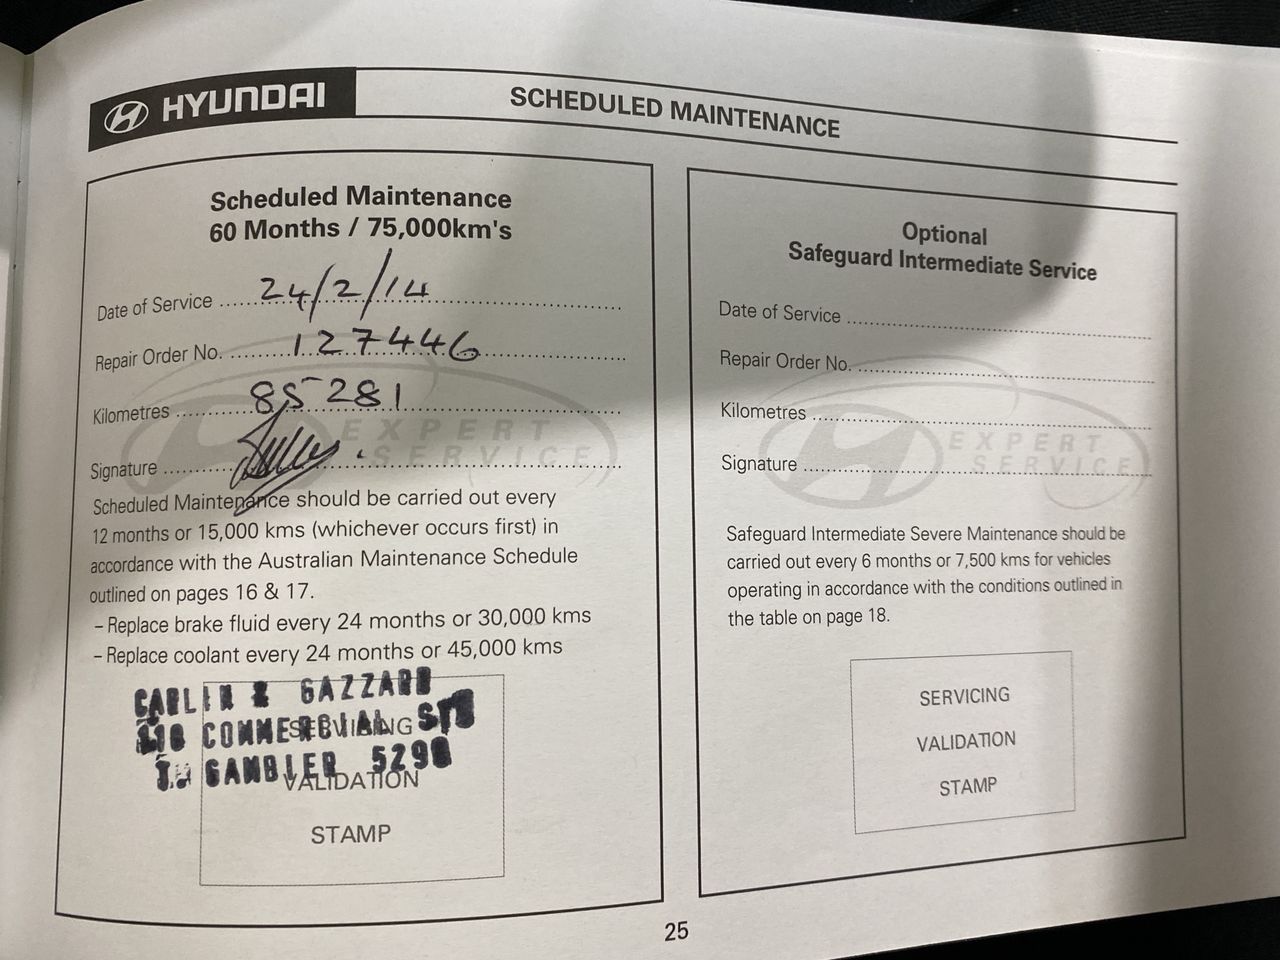 HYUNDAI
SCHEDULED MAINTENANCE
Scheduled Maintenance
60 Months / 75,000km's
Date of Service 24/2/14
Repair Order No. 127446
Kilometres 85281
Signature
EXPERT
SERVICE
Scheduled Maintenance should be carried out every
12 months or 15,000 kms (whichever occurs first) in
accordance with the Australian Maintenance Schedule
outlined on pages 16 & 17.
– Replace brake fluid every 24 months or 30,000 kms
– Replace coolant every 24 months or 45,000 kms
& GAZZARD
COMMERCIAL
GAMBIER 5290
SERVICING
VALIDATION
STAMP
Optional
Safeguard Intermediate Service
Date of Service
Repair Order No.
Kilometres
Signature
EXPERT
SERVICE
Safeguard Intermediate Severe Maintenance should be
carried out every 6 months or 7,500 kms for vehicles
operating in accordance with the conditions outlined in
the table on page 18.
SERVICING
VALIDATION
STAMP
25